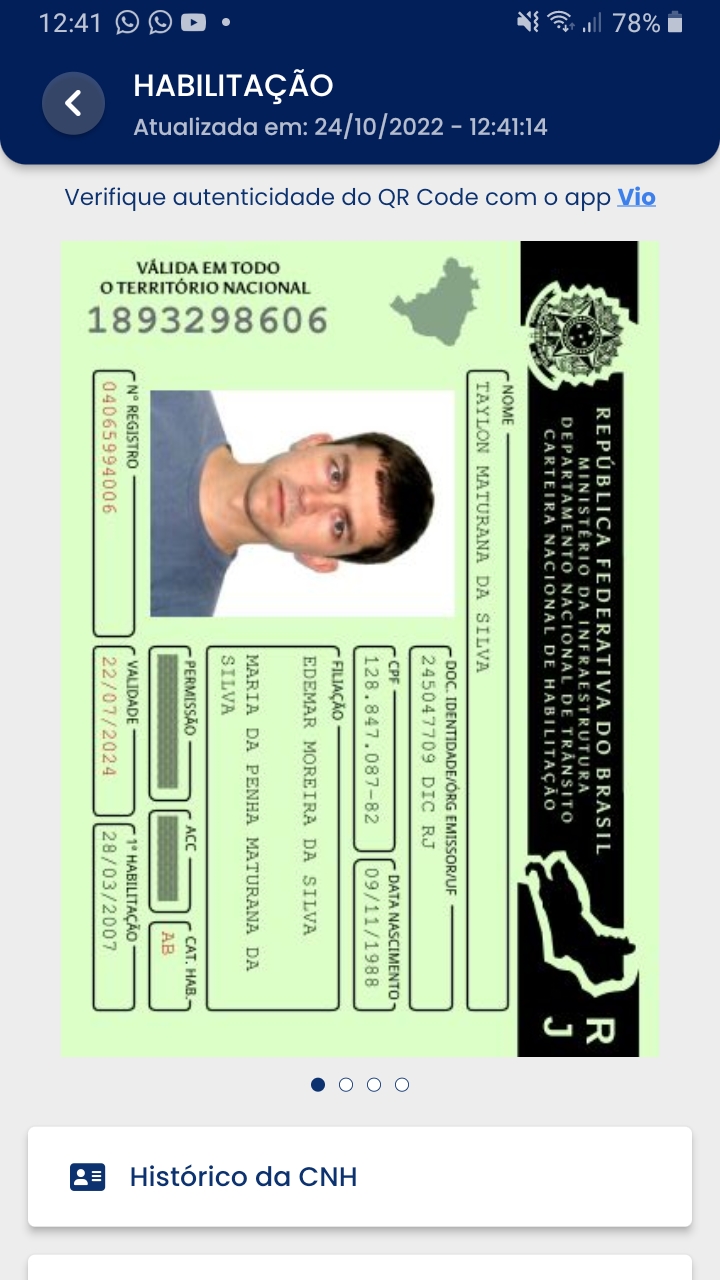 12:41
78%
HABILITAÇÃO
Atualizada em: 24/10/2022 - 12:41:14
Verifique autenticidade do QR Code com o app Vio
REPÚBLICA FEDERATIVA DO BRASIL
MINISTÉRIO DA INFRAESTRUTURA
DEPARTAMENTO NACIONAL DE TRÂNSITO
CARTEIRA NACIONAL DE HABILITAÇÃO
RJ
VÁLIDA EM TODO
O TERRITÓRIO NACIONAL
1893298606
NOME
TAYLON MATURANA DA SILVA
DOC. IDENTIDADE/ÓRG EMISSOR/UF
245047709 DIC RJ
CPF
128.847.087-82
DATA NASCIMENTO
09/11/1988
FILIAÇÃO
EDEMAR MOREIRA DA SILVA
MARIA DA PENHA MATURANA DA
SILVA
PERMISSÃO
ACC
CAT. HAB.
AB
Nº REGISTRO
04065994006
VALIDADE
22/07/2024
1ª HABILITAÇÃO
28/03/2007
Histórico da CNH